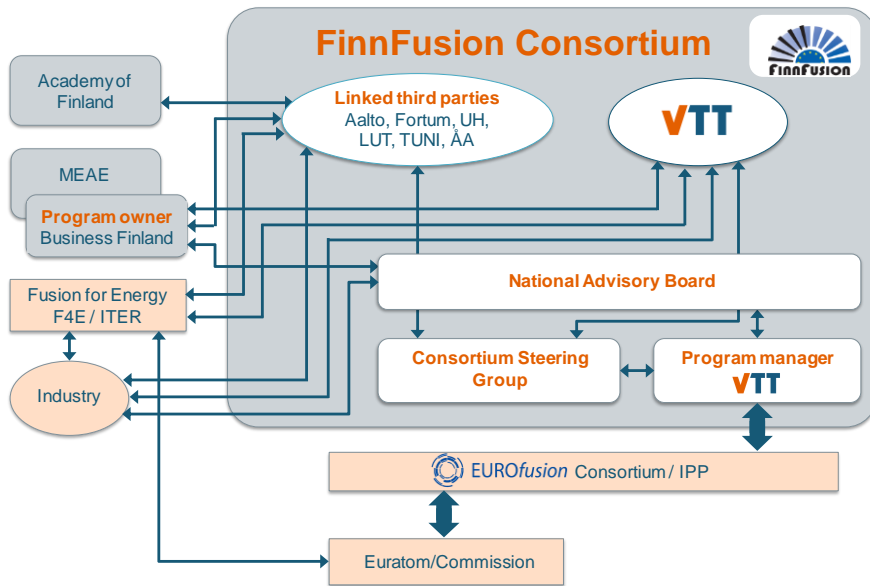 FinnFusion Consortium
FINNFUSION
Academy of
Finland
Linked third parties
Aalto, Fortum, UH,
LUT, TUNI, ÅA
VTT
MEAE
Program owner
Business Finland
National Advisory Board
Fusion for Energy
F4E / ITER
Consortium Steering
Group
Program manager
VTT
Industry
EUROfusion Consortium / IPP
Euratom/Commission